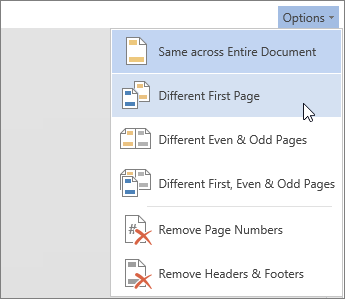 Options
Same across Entire Document
Different First Page
Different Even & Odd Pages
Different First, Even & Odd Pages
#
Remove Page Numbers
Remove Headers & Footers